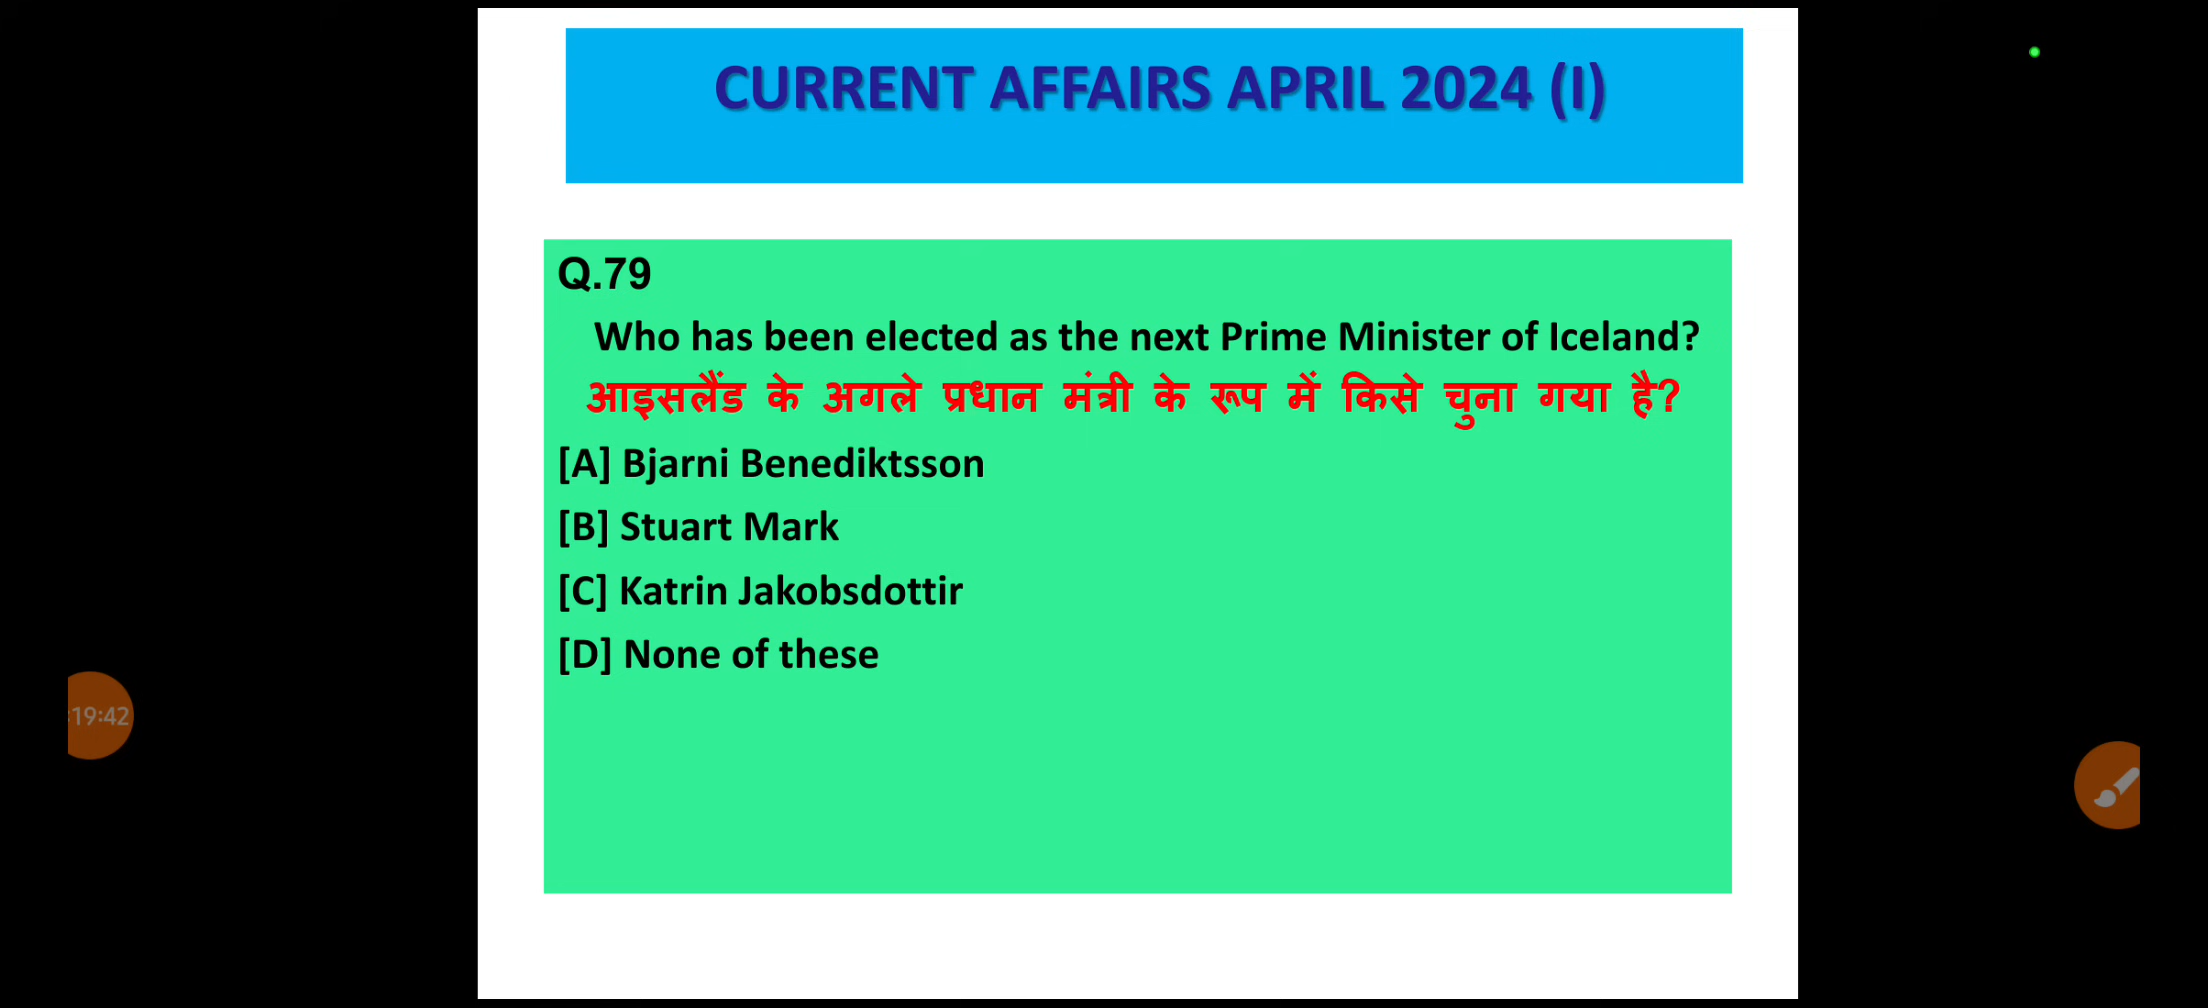 CURRENT AFFAIRS APRIL 2024 (I)
Q.79
Who has been elected as the next Prime Minister of Iceland?
आइसलैंड के अगले प्रधान मंत्री के रूप में किसे चुना गया है?
[A] Bjarni Benediktsson
[B] Stuart Mark
[C] Katrin Jakobsdottir
[D] None of these
:19:42